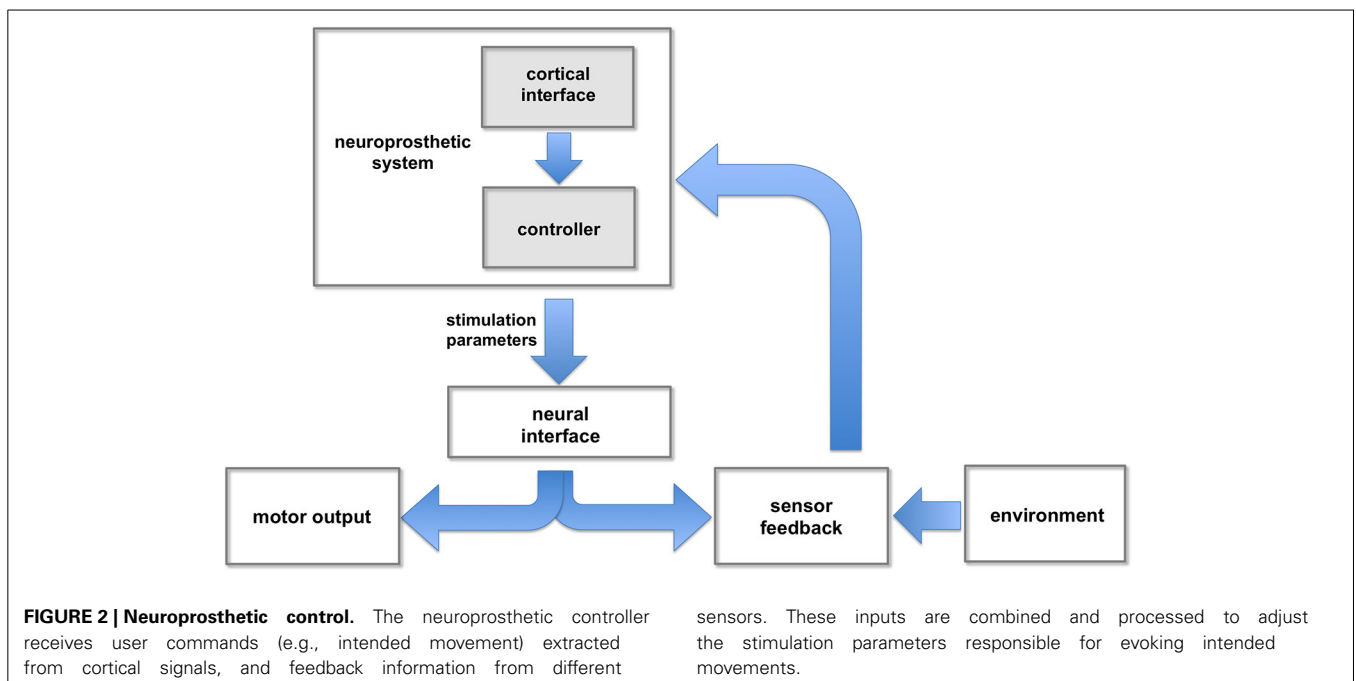 cortical
interface
neuroprosthetic
system
controller
stimulation
parameters
neural
interface
motor output
sensor
feedback
environment
FIGURE 2 | Neuroprosthetic control. The neuroprosthetic controller
receives user commands (e.g., intended movement) extracted
from cortical signals, and feedback information from different
sensors. These inputs are combined and processed to adjust
the stimulation parameters responsible for evoking intended
movements.